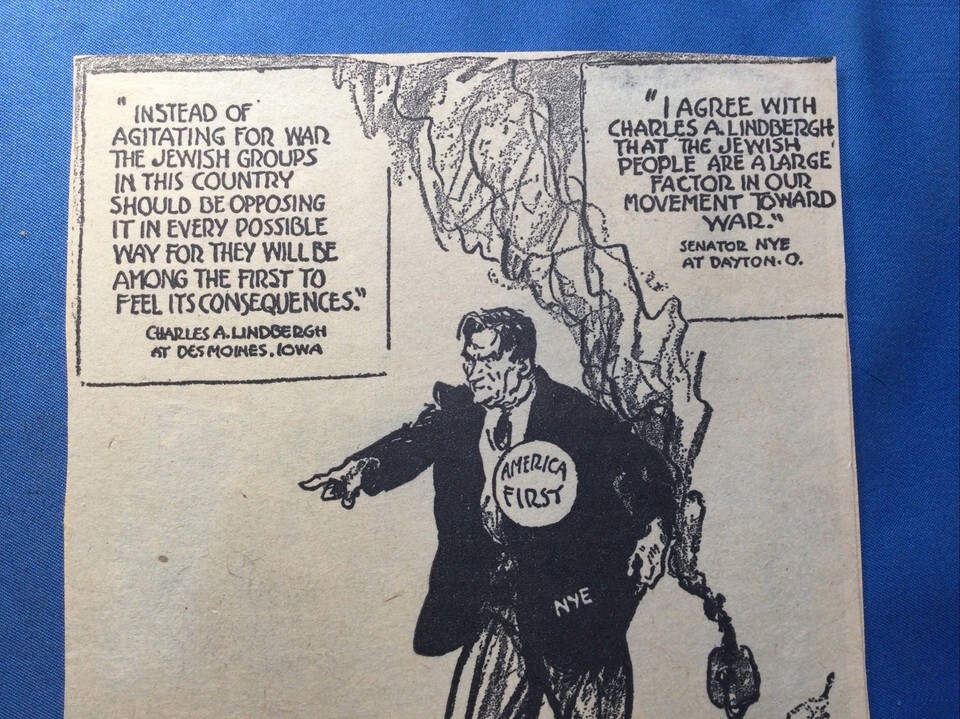 "INSTEAD OF
AGITATING FOR WAR
THE JEWISH GROUPS
IN THIS COUNTRY
SHOULD BE OPPOSING
IT IN EVERY POSSIBLE
WAY FOR THEY WILL BE
AMONG THE FIRST TO
FEEL ITS CONSEQUENCES."
CHARLES A. LINDBERGH
AT DES MOINES, IOWA
"I AGREE WITH
CHARLES A. LINDBERGH
THAT THE JEWISH
PEOPLE ARE A LARGE
FACTOR IN OUR
MOVEMENT TOWARD
WAR."
SENATOR NYE
AT DAYTON. O.
AMERICA
FIRST
NYE